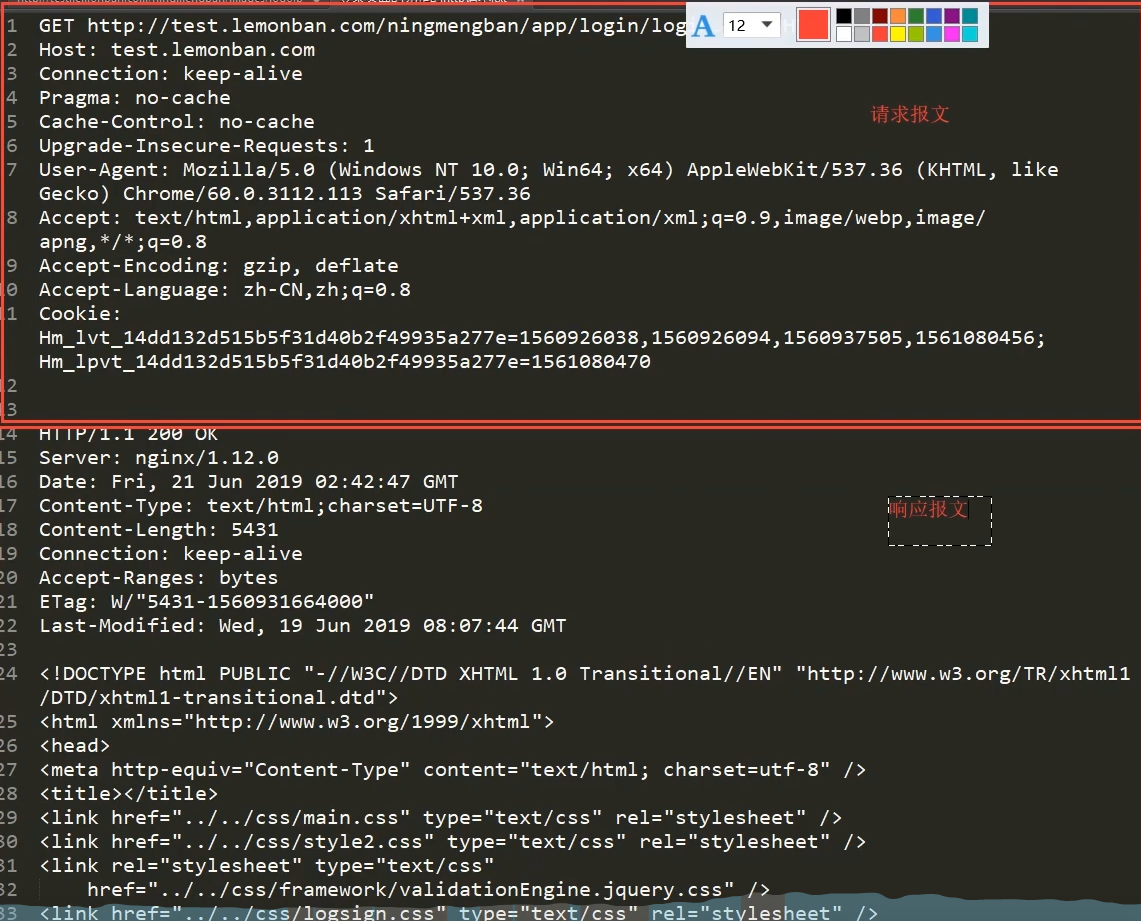 12
1 GET http://test.lemonban.com/ningmengban/app/login/log
2 Host: test.lemonban.com
3 Connection: keep-alive
4 Pragma: no-cache
请求报文
5 Cache-Control: no-cache
6 Upgrade-Insecure-Requests: 1
7 User-Agent: Mozilla/5.0 (Windows NT 10.0; Win64; x64) AppleWebKit/537.36 (KHTML, like
Gecko) Chrome/60.0.3112.113 Safari/537.36
8 Accept: text/html,application/xhtml+xml,application/xml;q=0.9,image/webp,image/
apng,*/*;q=0.8
9 Accept-Encoding: gzip, deflate
0 Accept-Language: zh-CN,zh;q=0.8
1 Cookie:
Hm_lvt_14dd132d515b5f31d40b2f49935a277e=1560926038,1560926094,1560937505,1561080456;
Hm_lpvt_14dd132d515b5f31d40b2f49935a277e=1561080470
2
3
14 HTTP/1.1 200 OK
15 Server: nginx/1.12.0
16 Date: Fri, 21 Jun 2019 02:42:47 GMT
17 Content-Type: text/html;charset=UTF-8
响应报文
18 Content-Length: 5431
19 Connection: keep-alive
20 Accept-Ranges: bytes
21 ETag: W/"5431-1560931664000"
22 Last-Modified: Wed, 19 Jun 2019 08:07:44 GMT
23
24 <!DOCTYPE html PUBLIC "-//W3C//DTD XHTML 1.0 Transitional//EN" "http://www.w3.org/TR/xhtml1
/DTD/xhtml1-transitional.dtd">
25 <html xmlns="http://www.w3.org/1999/xhtml">
26 <head>
27 <meta http-equiv="Content-Type" content="text/html; charset=utf-8" />
28 <title></title>
29 <link href="../../css/main.css" type="text/css" rel="stylesheet" />
30 <link href="../../css/style2.css" type="text/css" rel="stylesheet" />
31 <link rel="stylesheet" type="text/css"
32 href="../../css/framework/validationEngine.jquery.css" />
33 <link href="../../css/logsign.css" type="text/css" rel="stylesheet" />